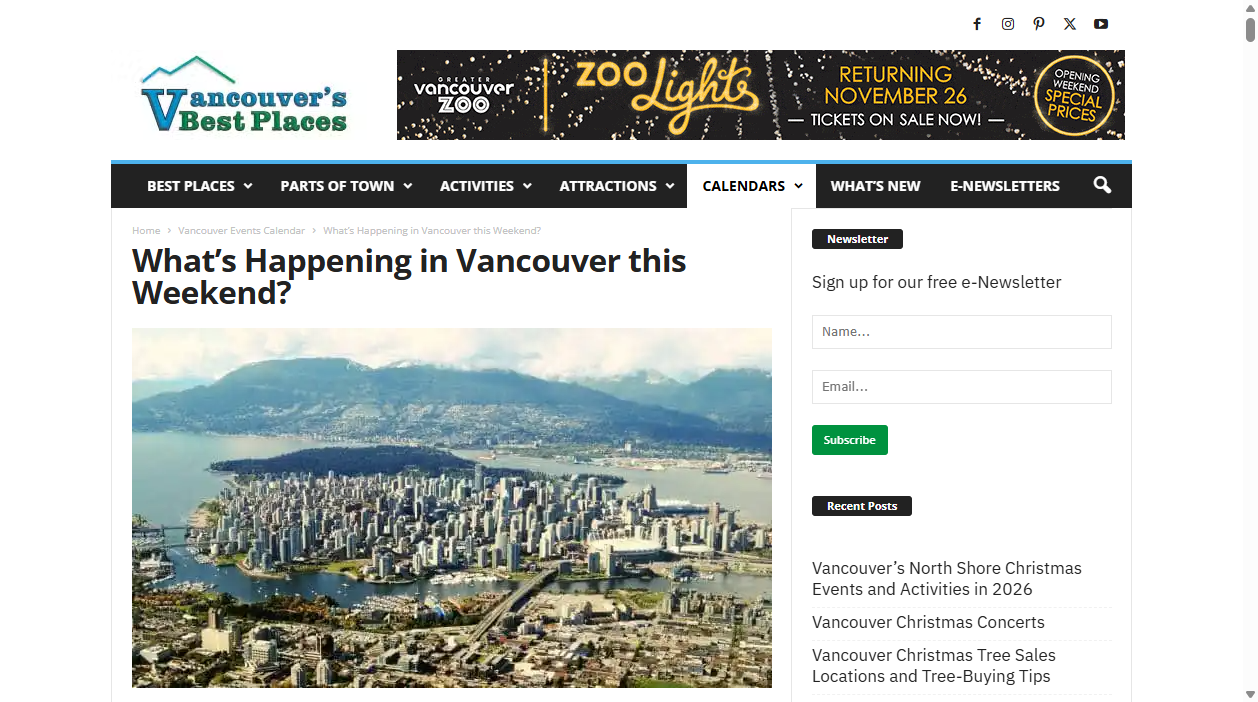 Vancouver's
Best Places
GREATER
vancouver
ZOO
ZOO Lights
RETURNING
NOVEMBER 26
— TICKETS ON SALE NOW! —
OPENING
WEEKEND
SPECIAL
PRICES
BEST PLACES
PARTS OF TOWN
ACTIVITIES
ATTRACTIONS
CALENDARS
WHAT'S NEW
E-NEWSLETTERS
Home › Vancouver Events Calendar › What's Happening in Vancouver this Weekend?
What's Happening in Vancouver this
Weekend?
Newsletter
Sign up for our free e-Newsletter
Name...
Email...
Subscribe
Recent Posts
Vancouver's North Shore Christmas
Events and Activities in 2026
Vancouver Christmas Concerts
Vancouver Christmas Tree Sales
Locations and Tree-Buying Tips